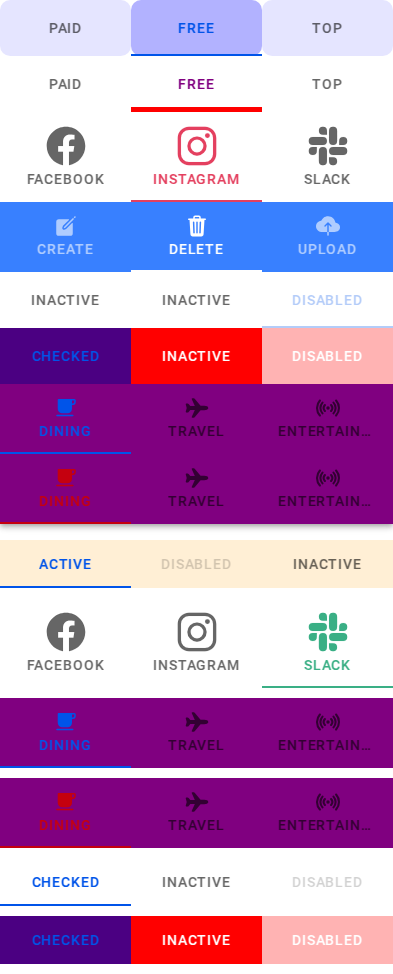 PAID FREE TOP
PAID FREE TOP
FACEBOOK INSTAGRAM SLACK
CREATE DELETE UPLOAD
INACTIVE INACTIVE DISABLED
CHECKED INACTIVE DISABLED
DINING TRAVEL ENTERTAIN...
DINING TRAVEL ENTERTAIN...
ACTIVE DISABLED INACTIVE
FACEBOOK INSTAGRAM SLACK
DINING TRAVEL ENTERTAIN...
DINING TRAVEL ENTERTAIN...
CHECKED INACTIVE DISABLED
CHECKED INACTIVE DISABLED